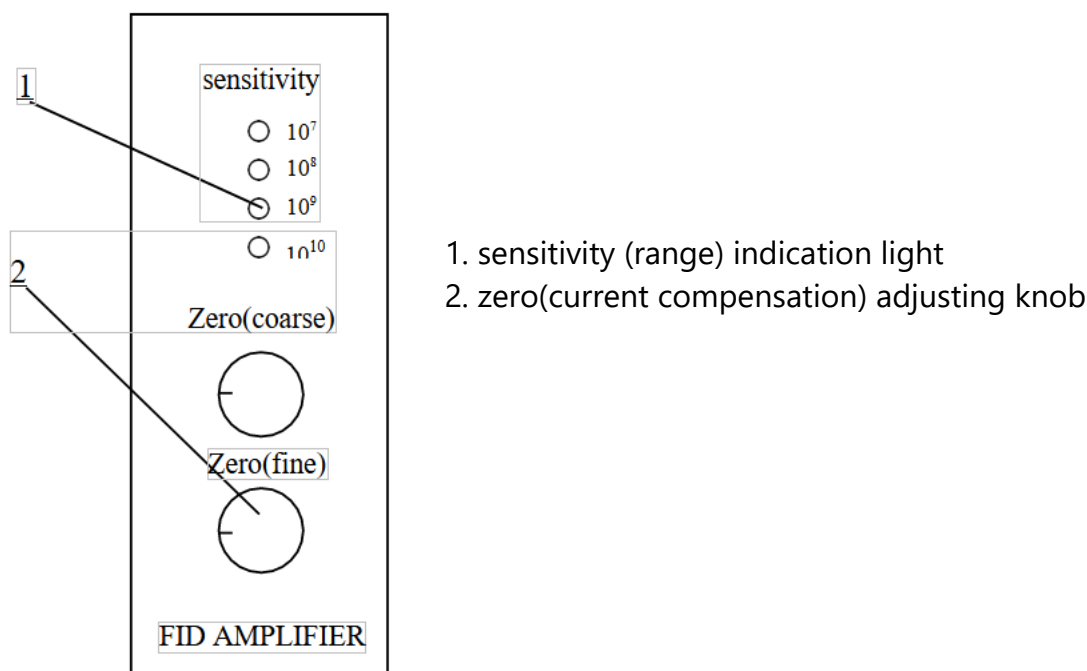 1
sensitivity
10⁷
10⁸
10⁹
10¹⁰
2
Zero(coarse)
Zero(fine)
FID AMPLIFIER
1. sensitivity (range) indication light
2. zero(current compensation) adjusting knob